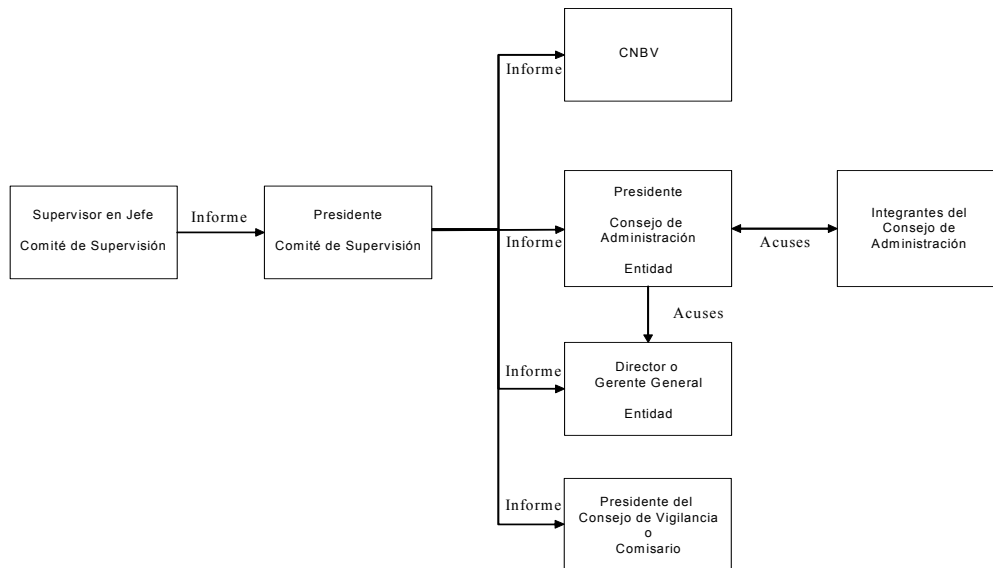 CNBV
Informe
Supervisor en Jefe
Comité de Supervisión
Informe
Presidente
Comité de Supervisión
Informe
Presidente
Consejo de
Administración
Entidad
Acuses
Integrantes del
Consejo de
Administración
Acuses
Informe
Director o
Gerente General
Entidad
Informe
Presidente del
Consejo de Vigilancia
o
Comisario